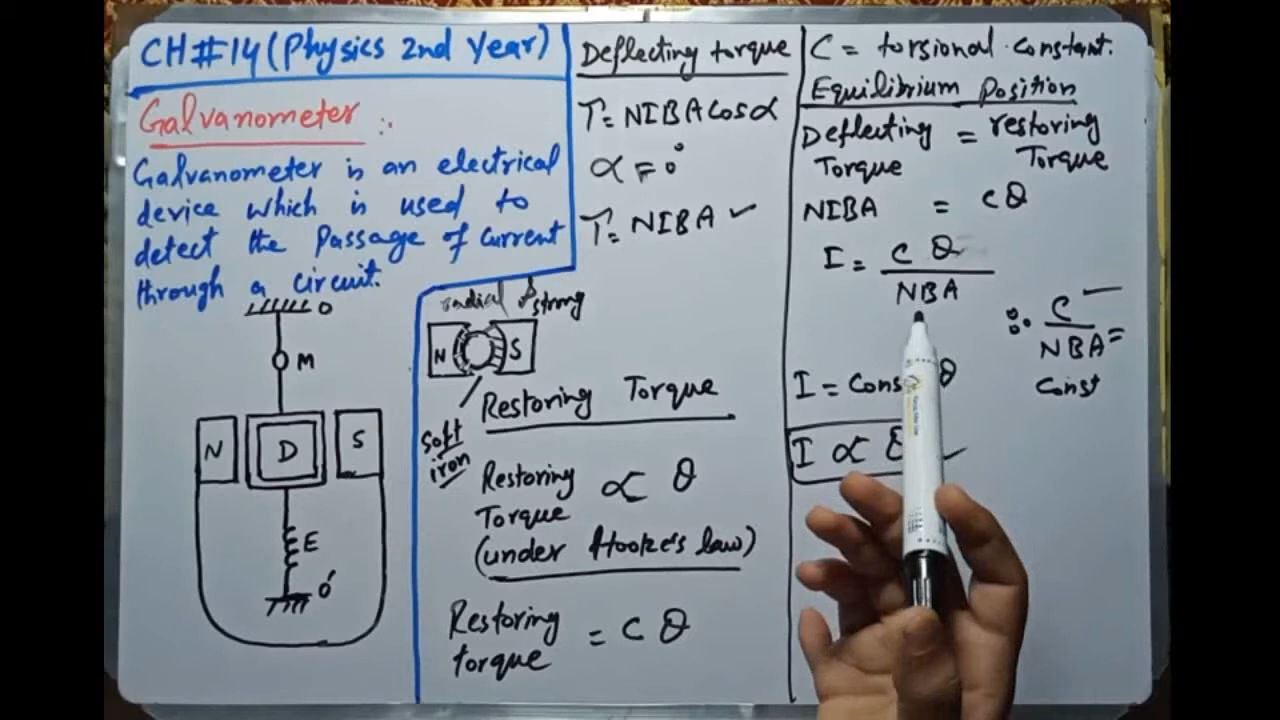 CH#14 (Physics 2nd Year)
Galvanometer :.
Galvanometer is an electrical
device which is used to
detect the passage of current
through a circuit.
O
M
N D S
E
O'
Deflecting torque
T = NIBA cos α
α = 0°
T = NIBA ✓
radial strong
N S
soft
iron
Restoring Torque
Restoring
Torque ∝ θ
(under Hooke's law)
Restoring
torque = C θ
C = torsional constant.
Equilibrium position
Deflecting = restoring
Torque Torque
NIBA = C θ
I = C θ
NBA
∵ C
NBA =
Const
I = Cons θ
I ∝